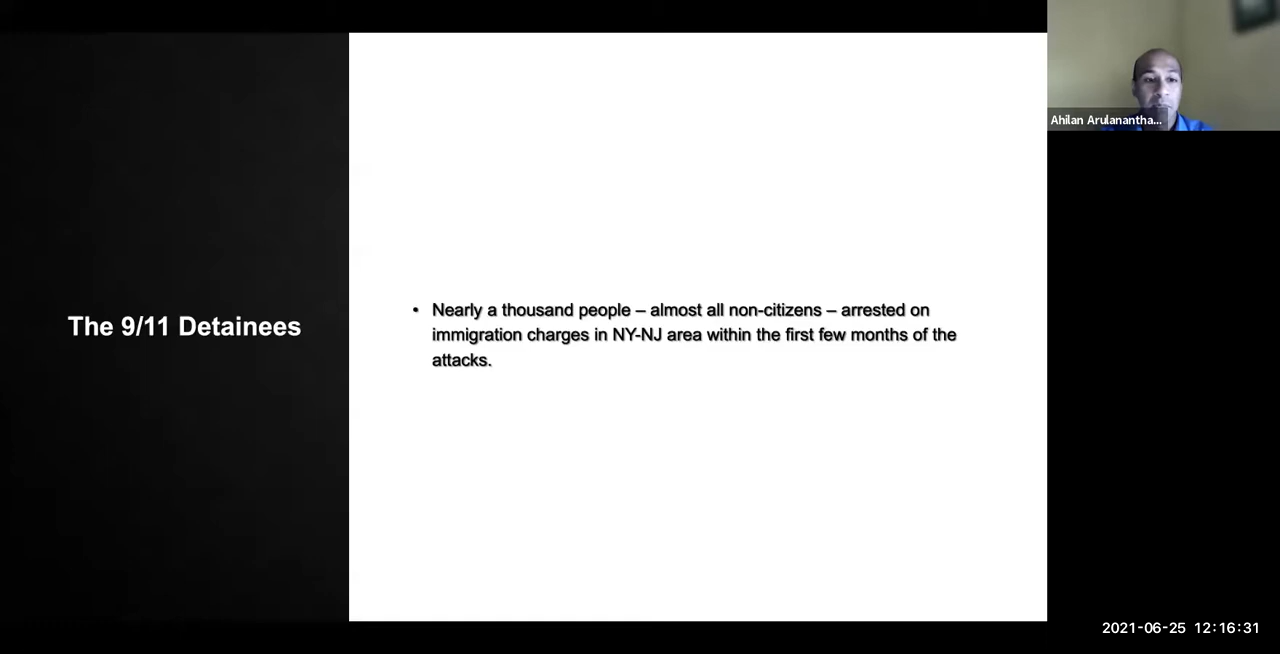 Ahilan Arulanantha...
The 9/11 Detainees
• Nearly a thousand people – almost all non-citizens – arrested on
immigration charges in NY-NJ area within the first few months of the
attacks.
2021-06-25 12:16:31